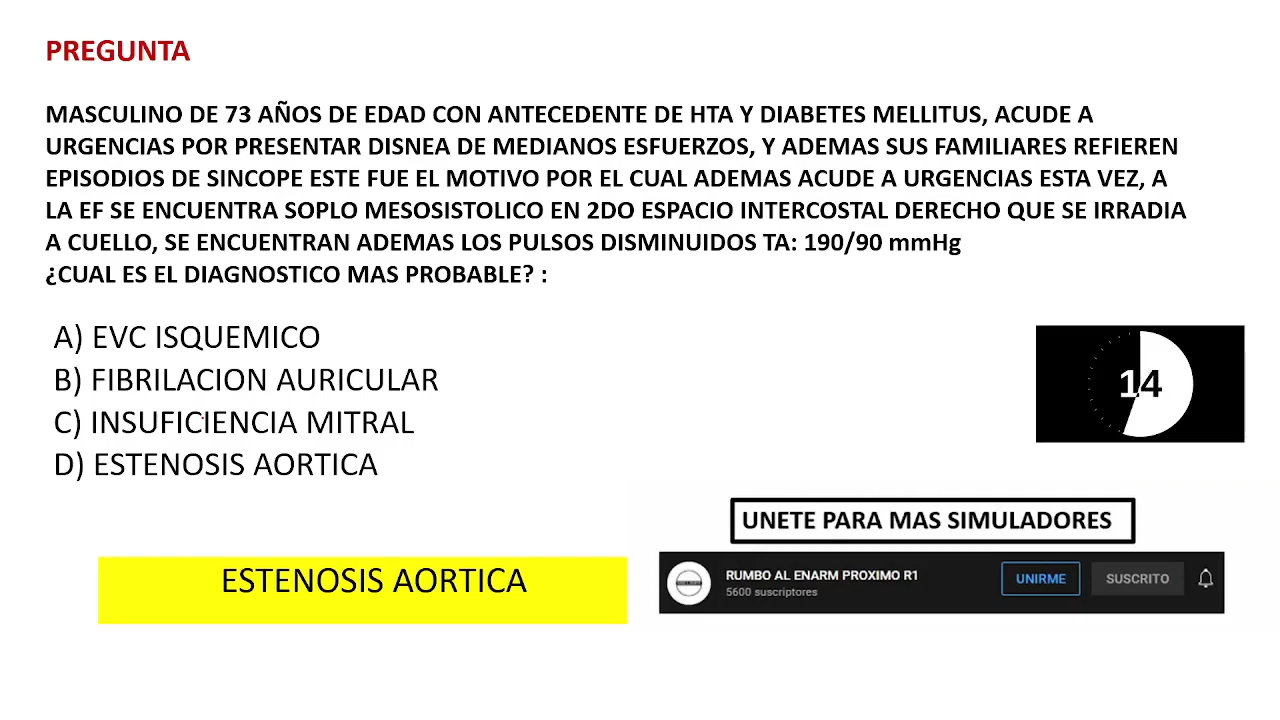 PREGUNTA
MASCULINO DE 73 AÑOS DE EDAD CON ANTECEDENTE DE HTA Y DIABETES MELLITUS, ACUDE A
URGENCIAS POR PRESENTAR DISNEA DE MEDIANOS ESFUERZOS, Y ADEMAS SUS FAMILIARES REFIEREN
EPISODIOS DE SINCOPE ESTE FUE EL MOTIVO POR EL CUAL ADEMAS ACUDE A URGENCIAS ESTA VEZ, A
LA EF SE ENCUENTRA SOPLO MESOSISTOLICO EN 2DO ESPACIO INTERCOSTAL DERECHO QUE SE IRRADIA
A CUELLO, SE ENCUENTRAN ADEMAS LOS PULSOS DISMINUIDOS TA: 190/90 mmHg
¿CUAL ES EL DIAGNOSTICO MAS PROBABLE? :
A) EVC ISQUEMICO
B) FIBRILACION AURICULAR
C) INSUFICIENCIA MITRAL
D) ESTENOSIS AORTICA
14
UNETE PARA MAS SIMULADORES
ESTENOSIS AORTICA
RUMBO AL ENARM PROXIMO R1
5600 suscriptores
UNIRME
SUSCRITO